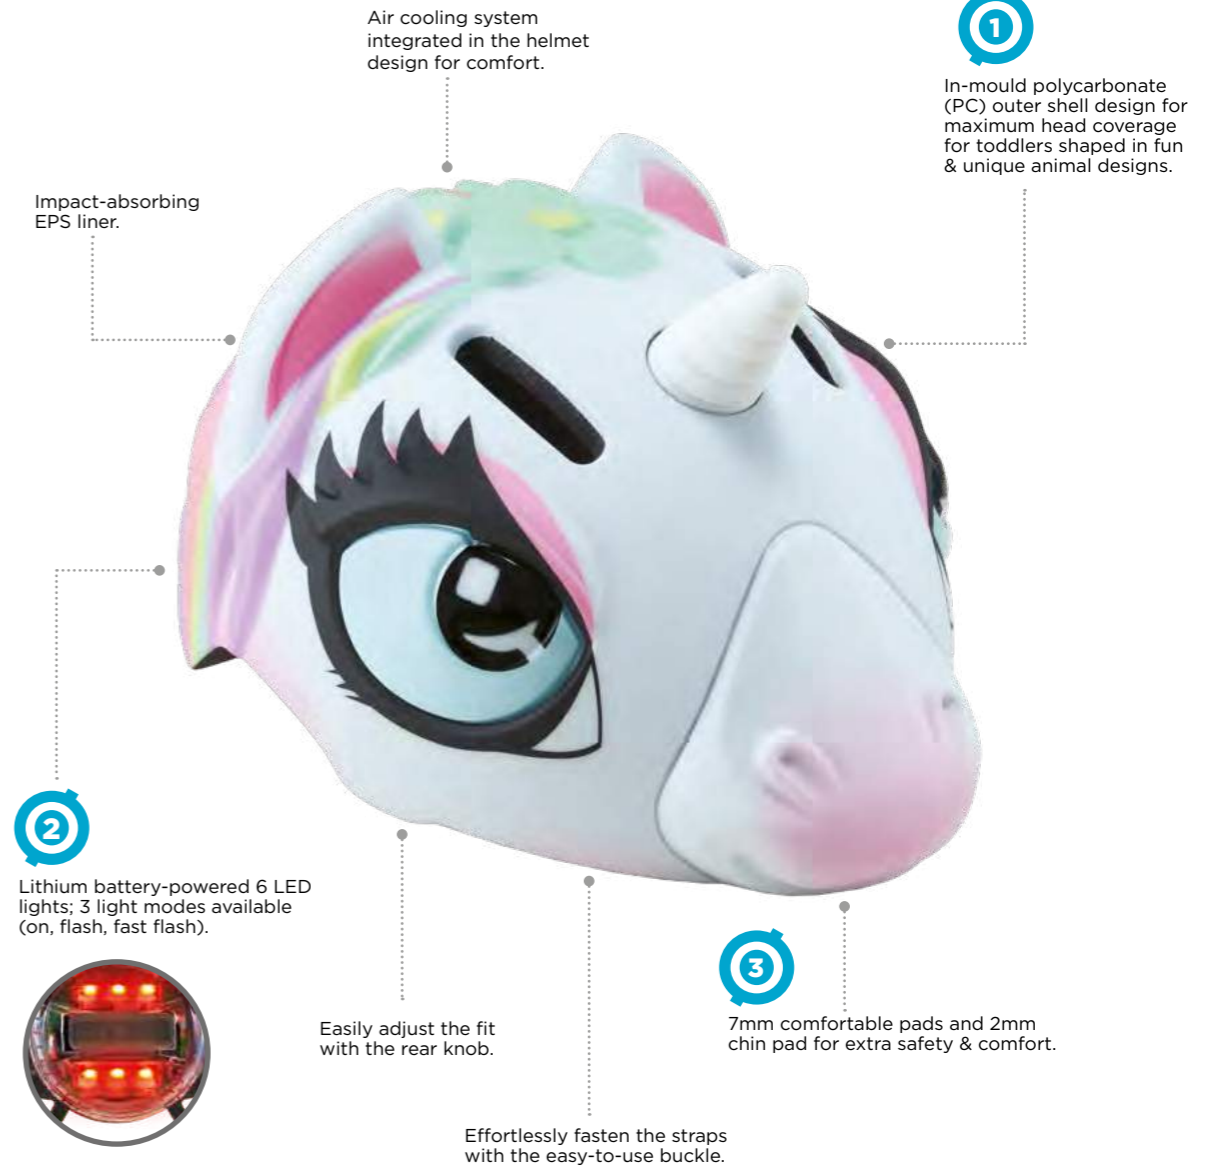 Air cooling system
integrated in the helmet
design for comfort.
1
In-mould polycarbonate
(PC) outer shell design for
maximum head coverage
for toddlers shaped in fun
& unique animal designs.
Impact-absorbing
EPS liner.
2
Lithium battery-powered 6 LED
lights; 3 light modes available
(on, flash, fast flash).
Easily adjust the fit
with the rear knob.
3
7mm comfortable pads and 2mm
chin pad for extra safety & comfort.
Effortlessly fasten the straps
with the easy-to-use buckle.